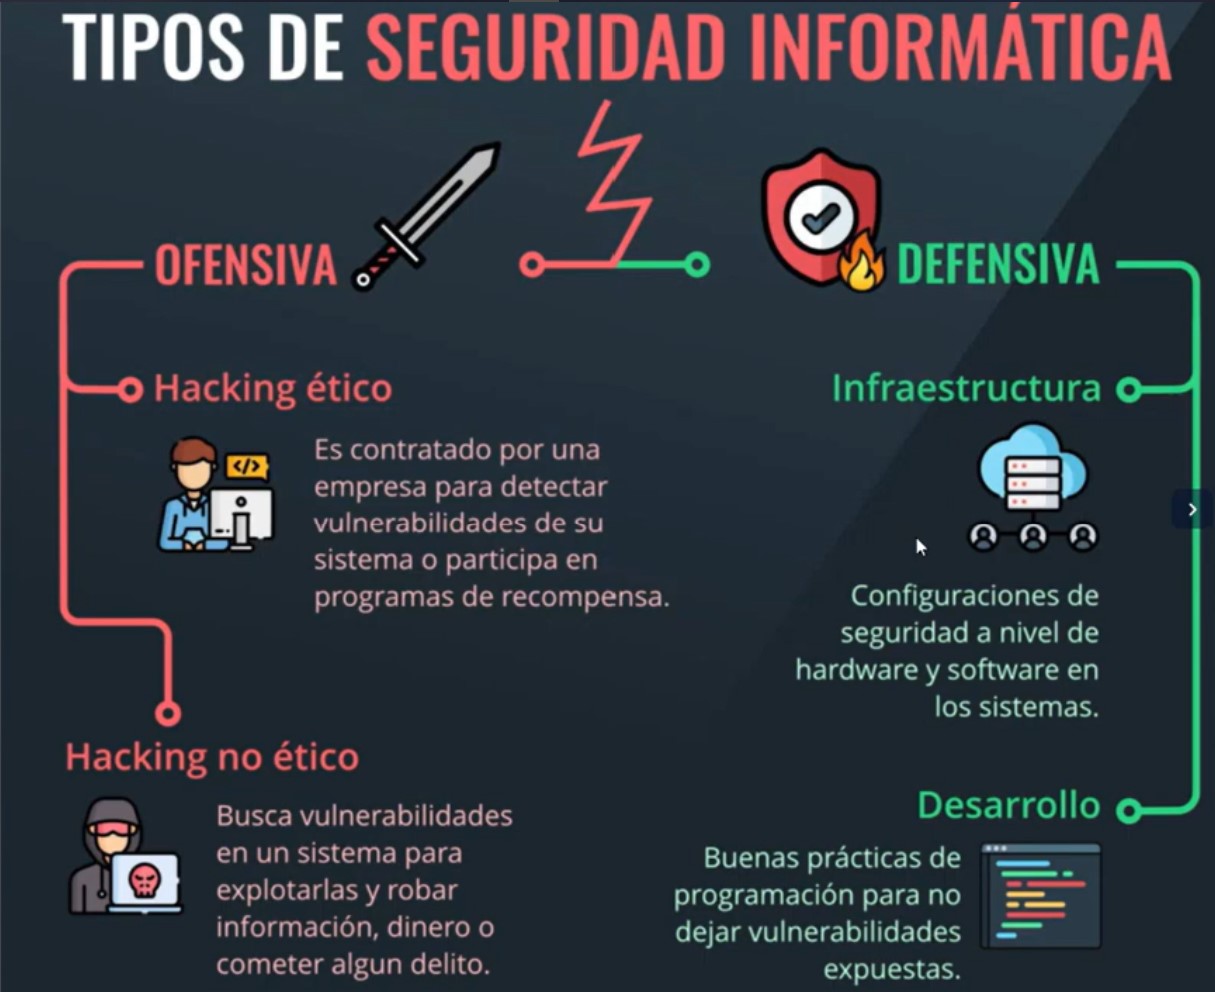 TIPOS DE SEGURIDAD INFORMÁTICA
OFENSIVA
Hacking ético
</>
Es contratado por una
empresa para detectar
vulnerabilidades de su
sistema o participa en
programas de recompensa.
Hacking no ético
Busca vulnerabilidades
en un sistema para
explotarlas y robar
información, dinero o
cometer algun delito.
DEFENSIVA
Infraestructura
Configuraciones de
seguridad a nivel de
hardware y software en
los sistemas.
Desarrollo
Buenas prácticas de
programación para no
dejar vulnerabilidades
expuestas.